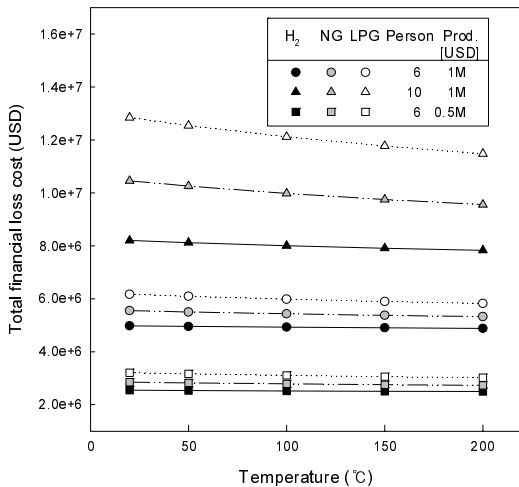 1.6e+7
1.4e+7
1.2e+7
1.0e+7
8.0e+6
6.0e+6
4.0e+6
2.0e+6
Total financial loss cost (USD)
H₂ NG LPG Person Prod. [USD]
6 1M
10 1M
6 0.5M
0 50 100 150 200
Temperature (℃)